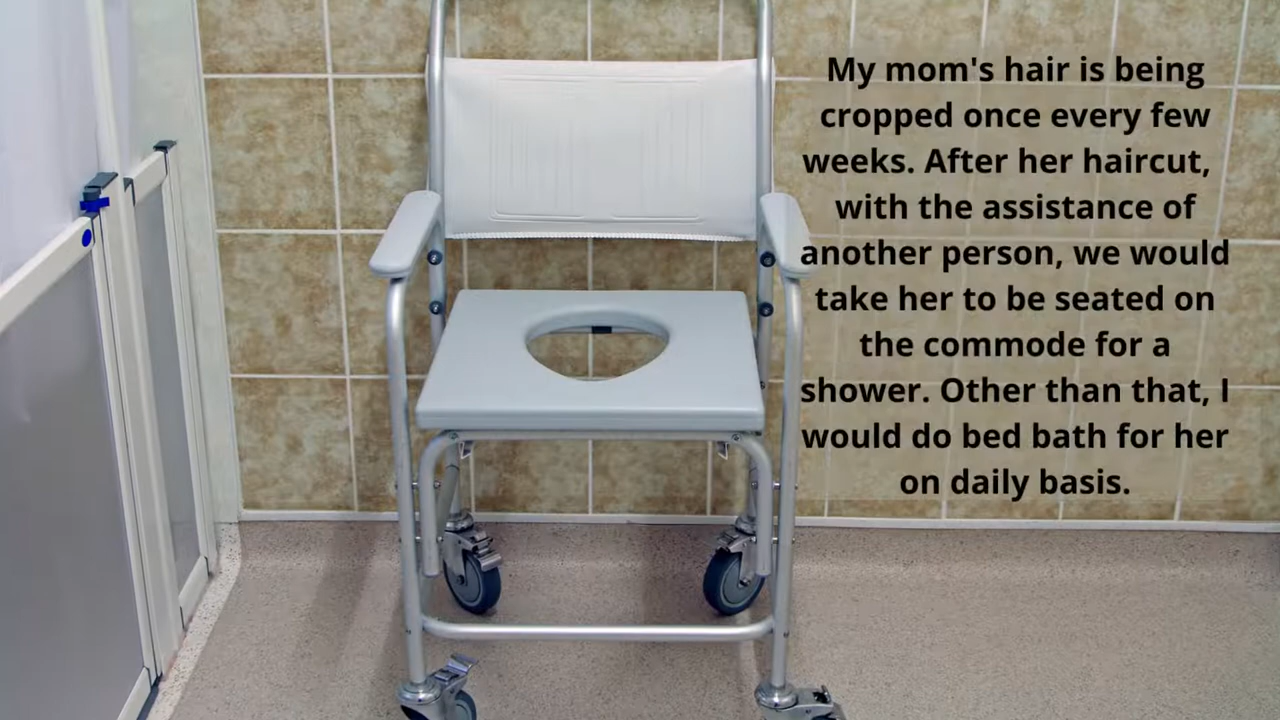 My mom's hair is being
cropped once every few
weeks. After her haircut,
with the assistance of
another person, we would
take her to be seated on
the commode for a
shower. Other than that, I
would do bed bath for her
on daily basis.